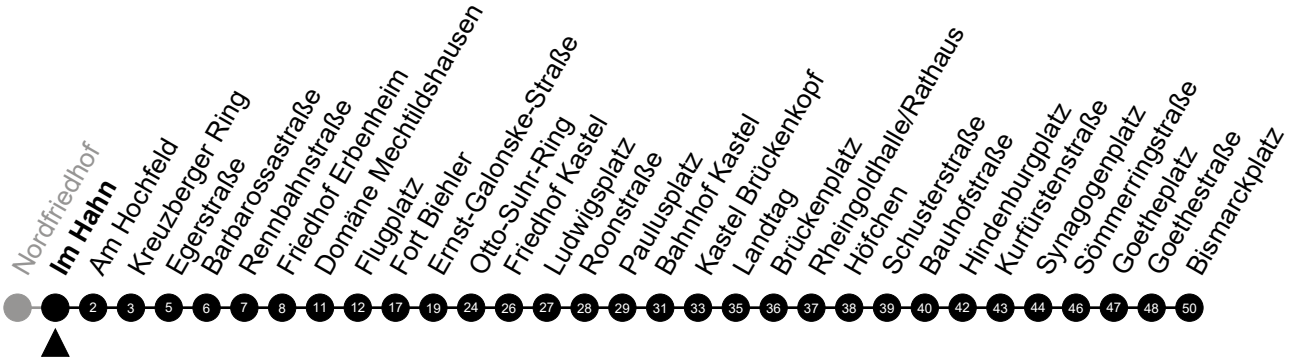 Nordfriedhof
Im Hahn
Am Hochfeld
Kreuzberger Ring
Egerstraße
Barbarossastraße
Rennbahnstraße
Friedhof Erbenheim
Domäne Mechtildshausen
Flugplatz
Fort Biehler
Ernst-Galonske-Straße
Otto-Suhr-Ring
Friedhof Kastel
Ludwigsplatz
Roonstraße
Paulusplatz
Bahnhof Kastel
Kastel Brückenkopf
Landtag
Brückenplatz
Rheingoldhalle/Rathaus
Höfchen
Schusterstraße
Bauhofstraße
Hindenburgplatz
Kurfürstenstraße
Synagogenplatz
Sömmerringstraße
Goetheplatz
Goethestraße
Bismarckplatz
2 3 5 6 7 8 11 12 17 19 24 26 27 28 29 31 33 35 36 37 38 39 40 42 43 44 46 47 48 50